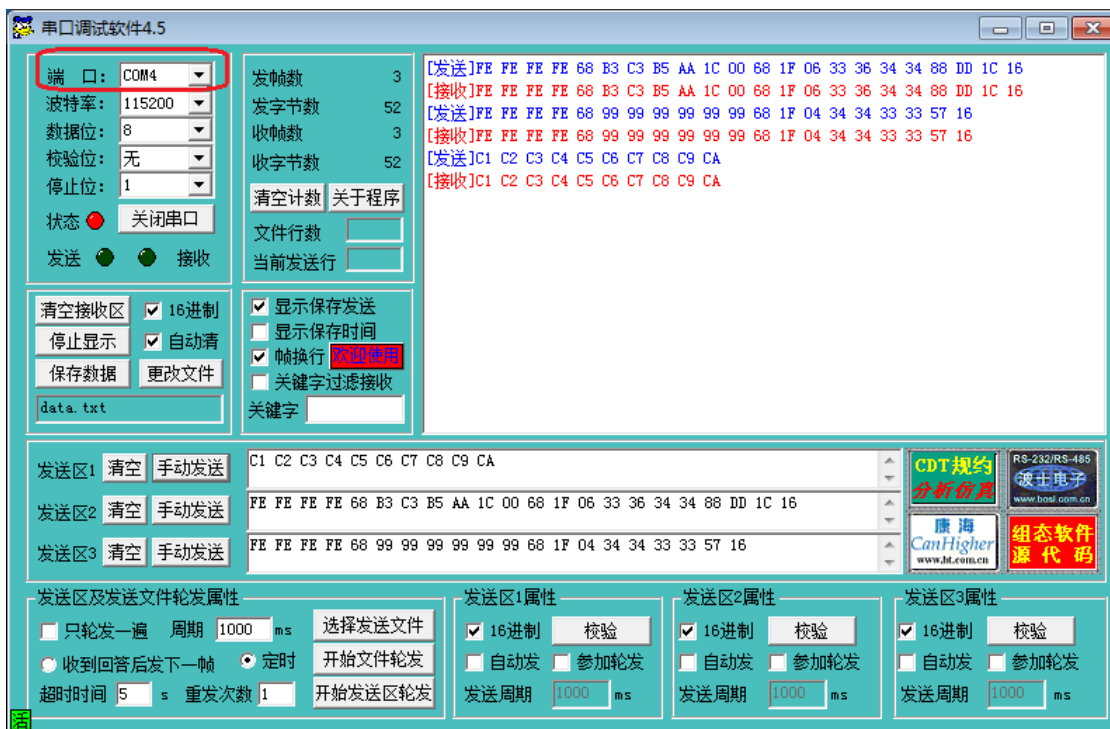 串口调试软件4.5
端 口: COM4
波特率: 115200
数据位: 8
校验位: 无
停止位: 1
状态 关闭串口
发送 接收
发帧数 3
发字节数 52
收帧数 3
收字节数 52
清空计数 关于程序
文件行数
当前发送行
[发送]FE FE FE FE 68 B3 C3 B5 AA 1C 00 68 1F 06 33 36 34 34 88 DD 1C 16
[接收]FE FE FE FE 68 B3 C3 B5 AA 1C 00 68 1F 06 33 36 34 34 88 DD 1C 16
[发送]FE FE FE FE 68 99 99 99 99 99 99 68 1F 04 34 34 33 33 57 16
[接收]FE FE FE FE 68 99 99 99 99 99 99 68 1F 04 34 34 33 33 57 16
[发送]C1 C2 C3 C4 C5 C6 C7 C8 C9 CA
[接收]C1 C2 C3 C4 C5 C6 C7 C8 C9 CA
清空接收区 16进制
停止显示 自动清
保存数据 更改文件
data.txt
显示保存发送
显示保存时间
帧换行 欢迎使用
关键字过滤接收
关键字
发送区1 清空 手动发送 C1 C2 C3 C4 C5 C6 C7 C8 C9 CA
发送区2 清空 手动发送 FE FE FE FE 68 B3 C3 B5 AA 1C 00 68 1F 06 33 36 34 34 88 DD 1C 16
发送区3 清空 手动发送 FE FE FE FE 68 99 99 99 99 99 99 68 1F 04 34 34 33 33 57 16
CDT规约
分析仿真
RS-232/RS-485
波士电子
www.bosi.com.cn
康海
CanHigher
www.ht.com.cn
组态软件
源代码
发送区及发送文件轮发属性
只轮发一遍 周期 1000 ms 选择发送文件
收到回答后发下一帧 定时 开始文件轮发
超时时间 5 s 重发次数 1 开始发送区轮发
发送区1属性
16进制 校验
自动发 参加轮发
发送周期 1000 ms
发送区2属性
16进制 校验
自动发 参加轮发
发送周期 1000 ms
发送区3属性
16进制 校验
自动发 参加轮发
发送周期 1000 ms
活